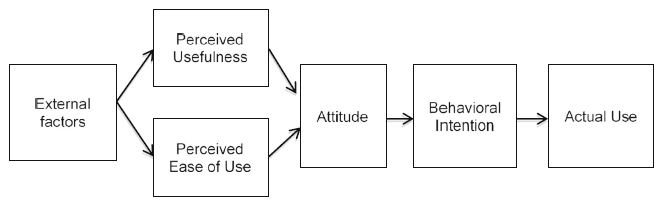 External
factors
Perceived
Usefulness
Perceived
Ease of Use
Attitude
Behavioral
Intention
Actual Use